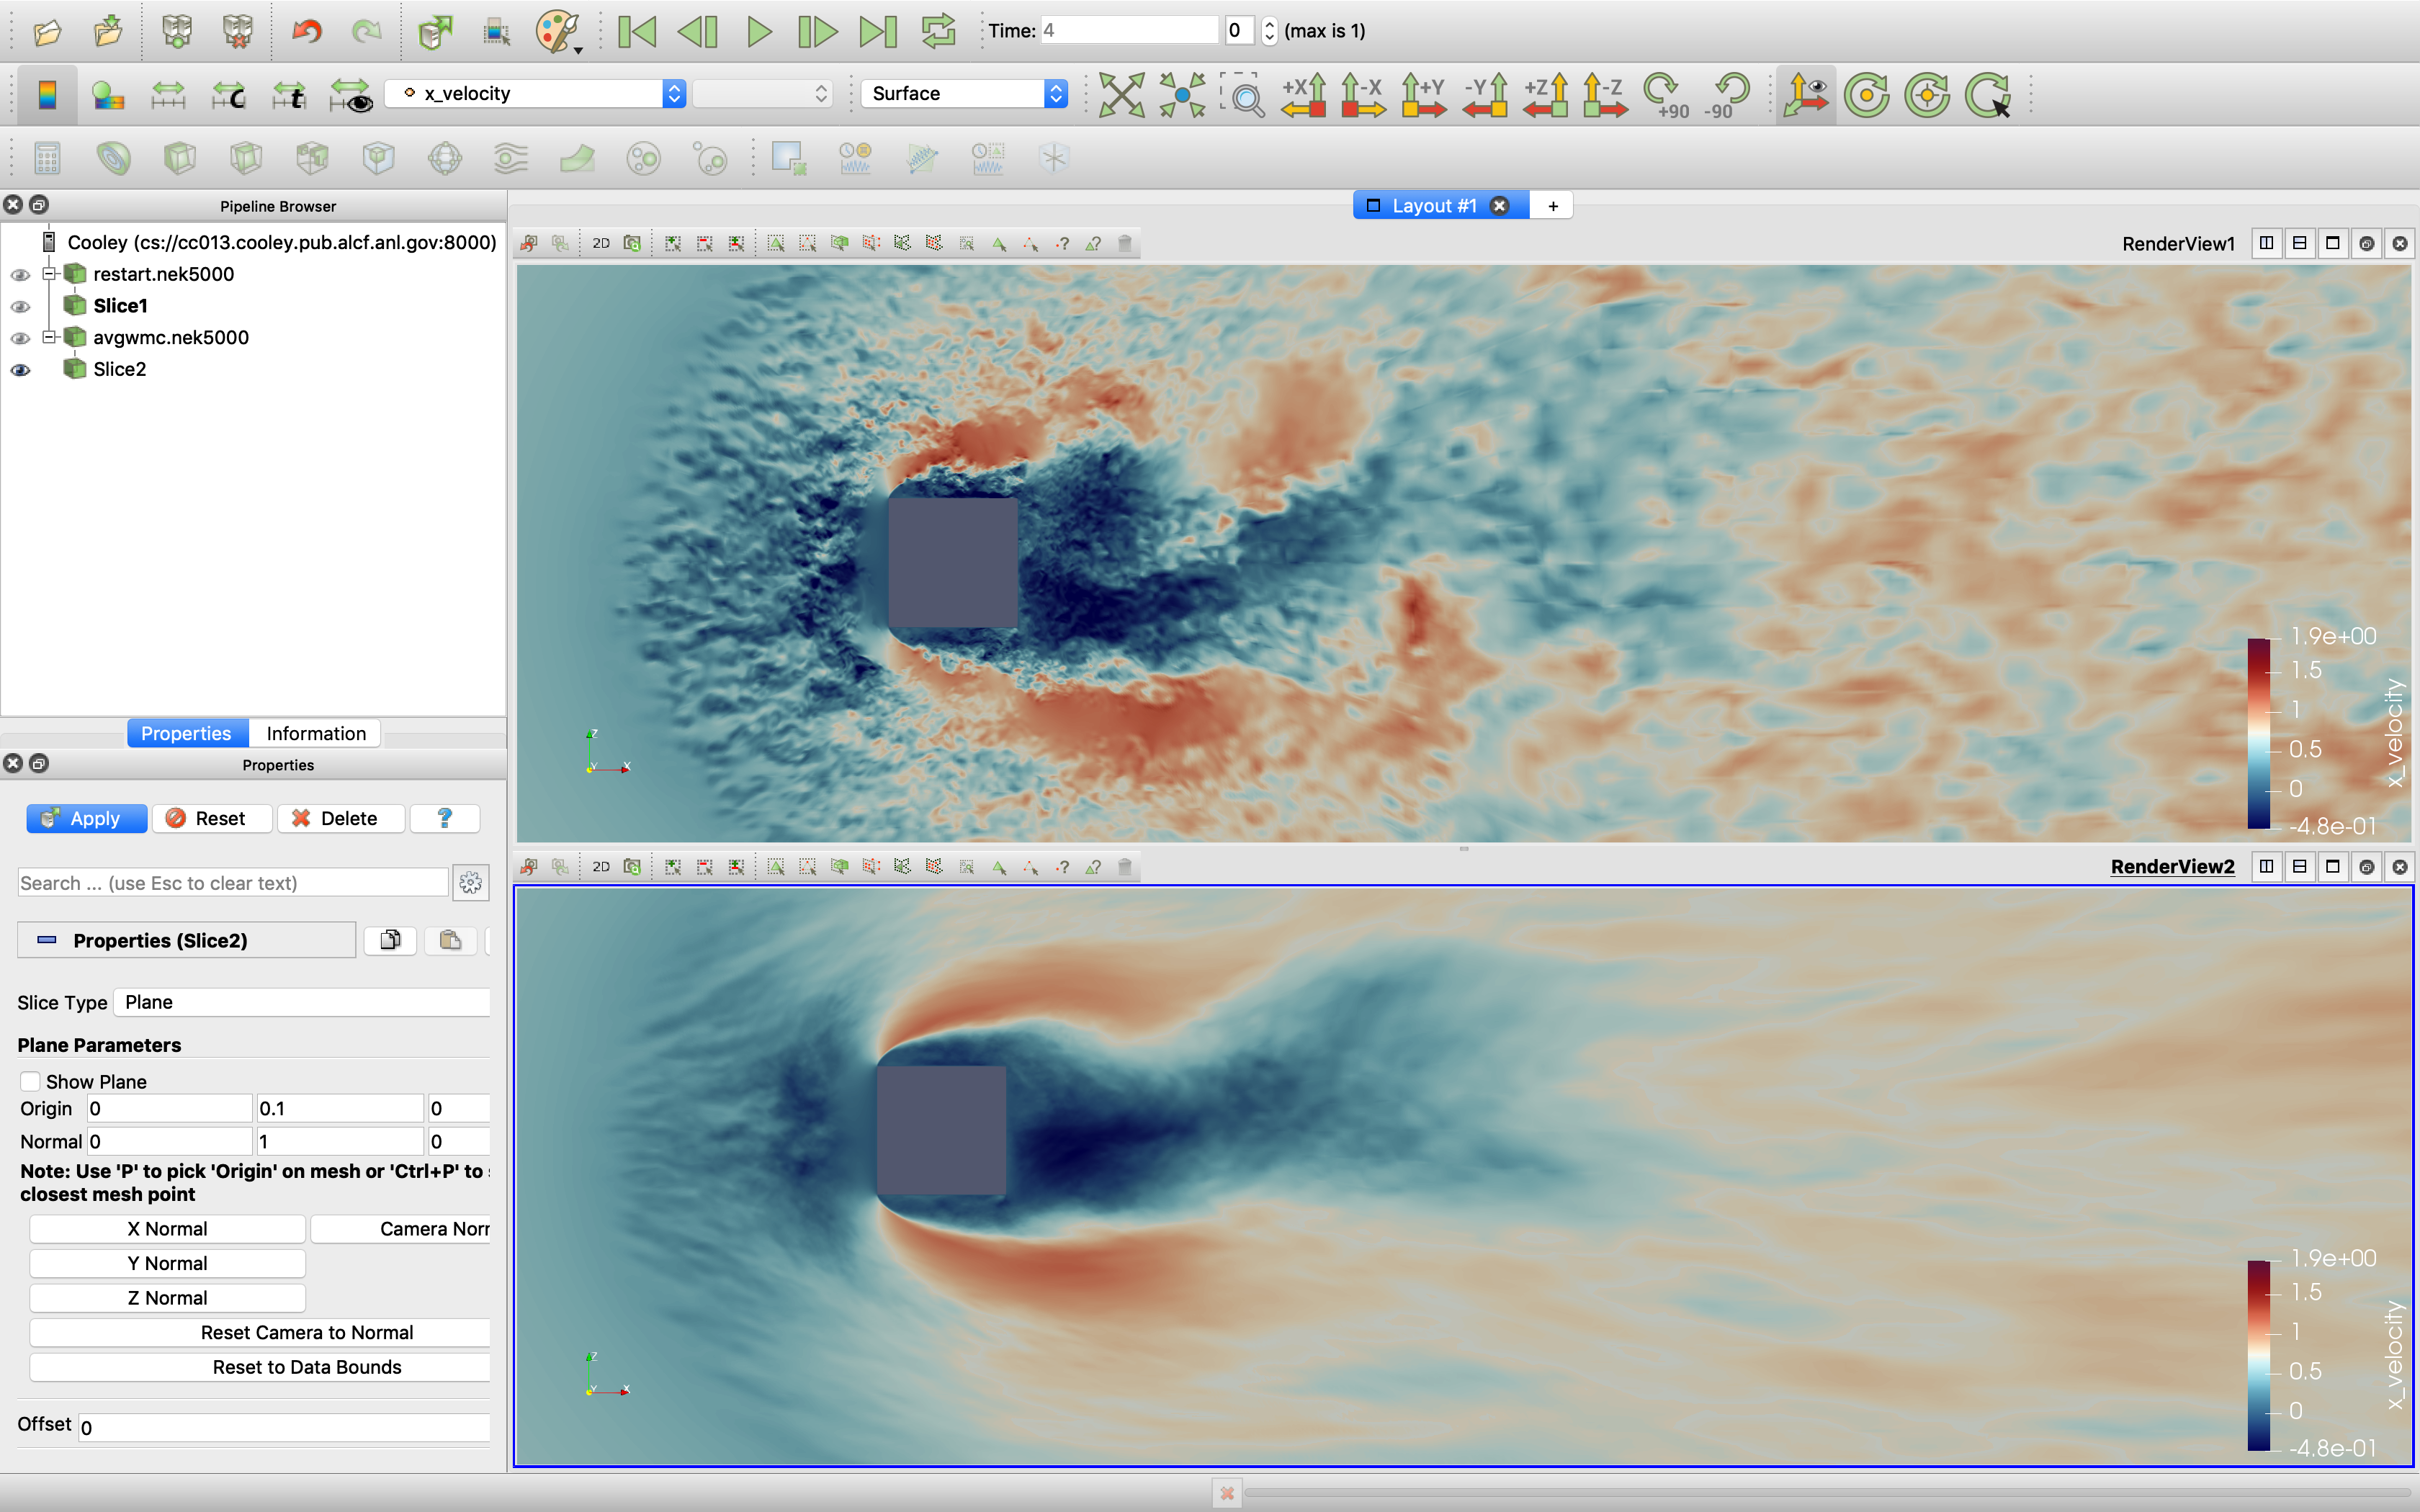 Time: 4 0 (max is 1)
x_velocity Surface +X -X +Y -Y +Z -Z +90 -90
Pipeline Browser
Layout #1 +
Cooley (cs://cc013.cooley.pub.alcf.anl.gov:8000)
restart.nek5000
Slice1
avgwmc.nek5000
Slice2
2D RenderView1
1.9e+00
1.5
1
0.5
0
-4.8e-01
x_velocity
Z
Y X
Properties Information
Properties
Apply Reset Delete ?
Search ... (use Esc to clear text)
Properties (Slice2)
Slice Type Plane
Plane Parameters
Show Plane
Origin 0 0.1 0
Normal 0 1 0
Note: Use 'P' to pick 'Origin' on mesh or 'Ctrl+P' to
closest mesh point
X Normal Camera Nor
Y Normal
Z Normal
Reset Camera to Normal
Reset to Data Bounds
Offset 0
2D RenderView2
1.9e+00
1.5
1
0.5
0
-4.8e-01
x_velocity
Z
Y X